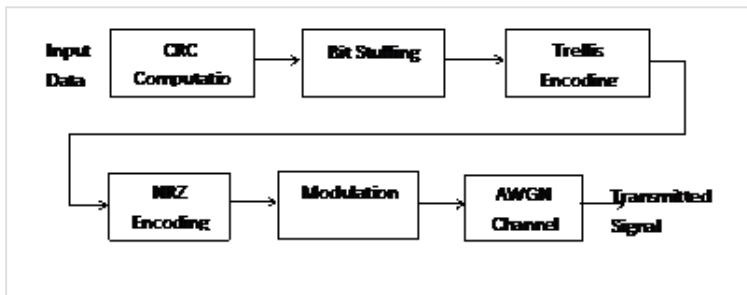 Input
Data
CRC
Computatio
Bit Stuffing
Trellis
Encoding
NRZ
Encoding
Modulation
AWGN
Channel
Transmitted
Signal